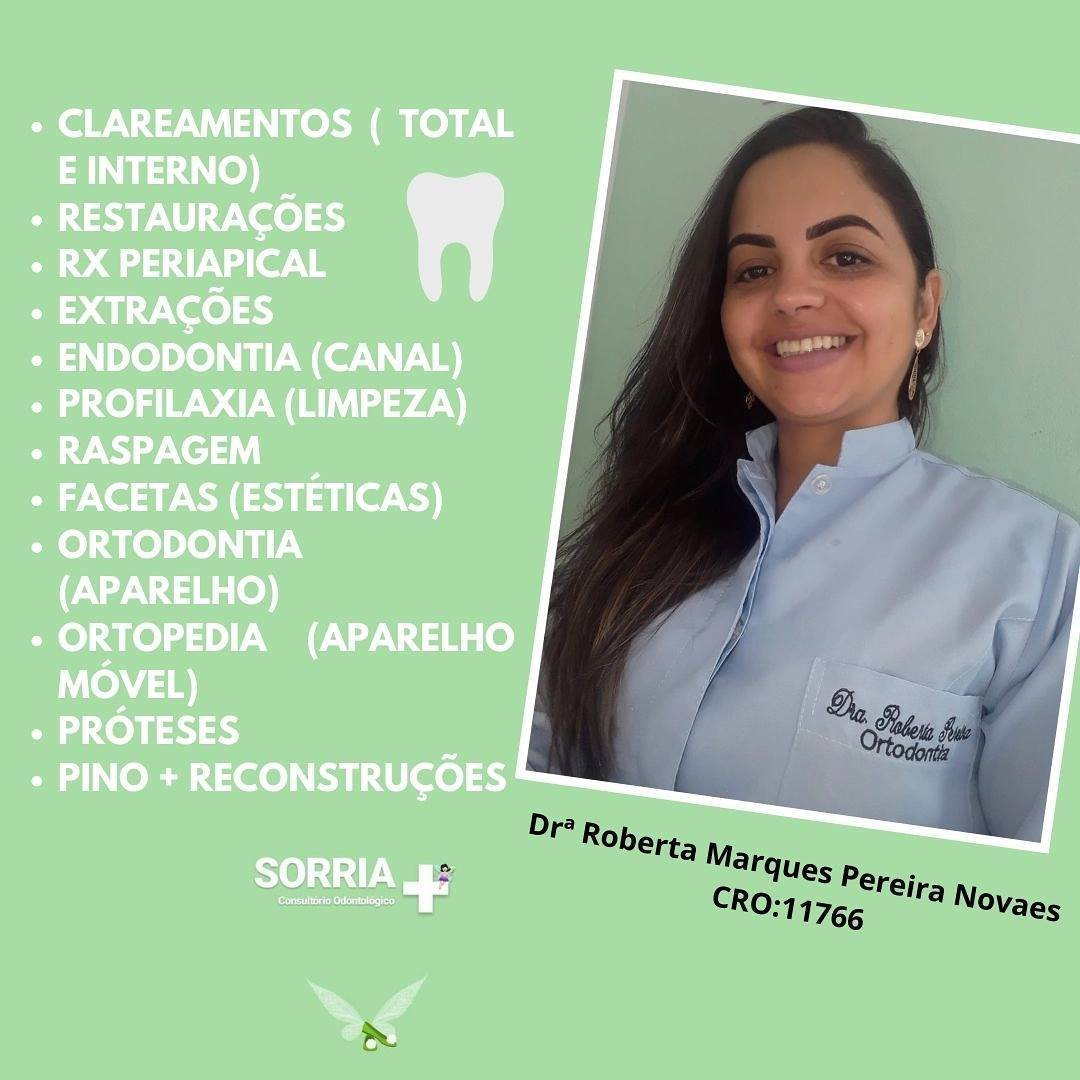 • CLAREAMENTOS ( TOTAL
E INTERNO)
• RESTAURAÇÕES
• RX PERIAPICAL
• EXTRAÇÕES
• ENDODONTIA (CANAL)
• PROFILAXIA (LIMPEZA)
• RASPAGEM
• FACETAS (ESTÉTICAS)
• ORTODONTIA
(APARELHO)
• ORTOPEDIA (APARELHO
MÓVEL)
• PRÓTESES
• PINO + RECONSTRUÇÕES
SORRIA
Consultório Odontologico
Dra. Roberta Pereira
Ortodontia
Drª Roberta Marques Pereira Novaes
CRO:11766